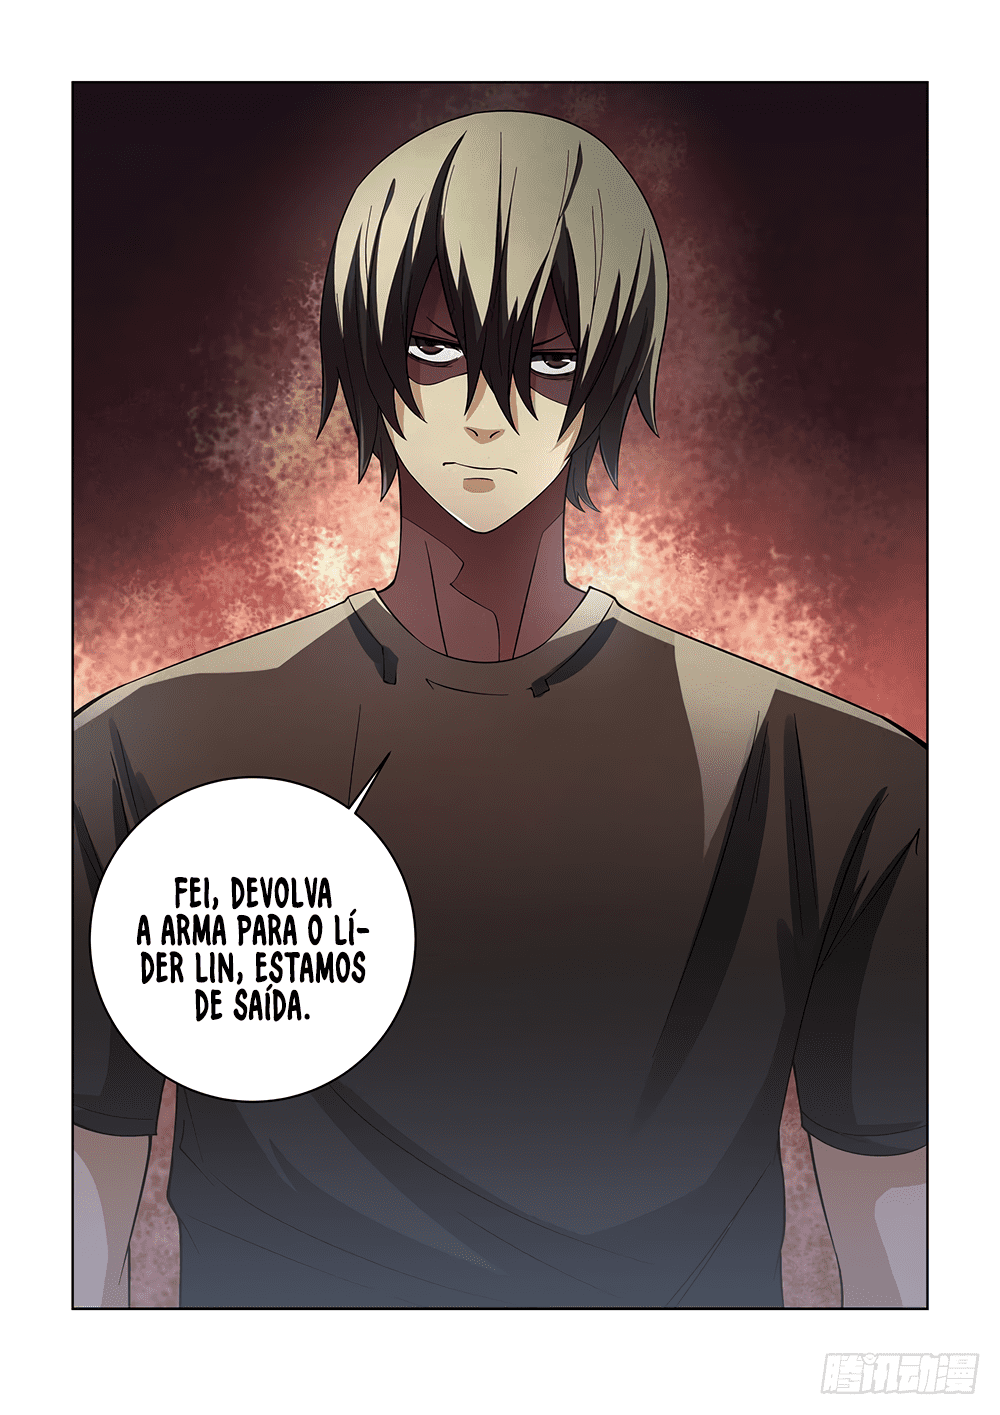 FEI, DEVOLVA
A ARMA PARA O LÍ-
DER LIN, ESTAMOS
DE SAÍDA.
腾讯动漫